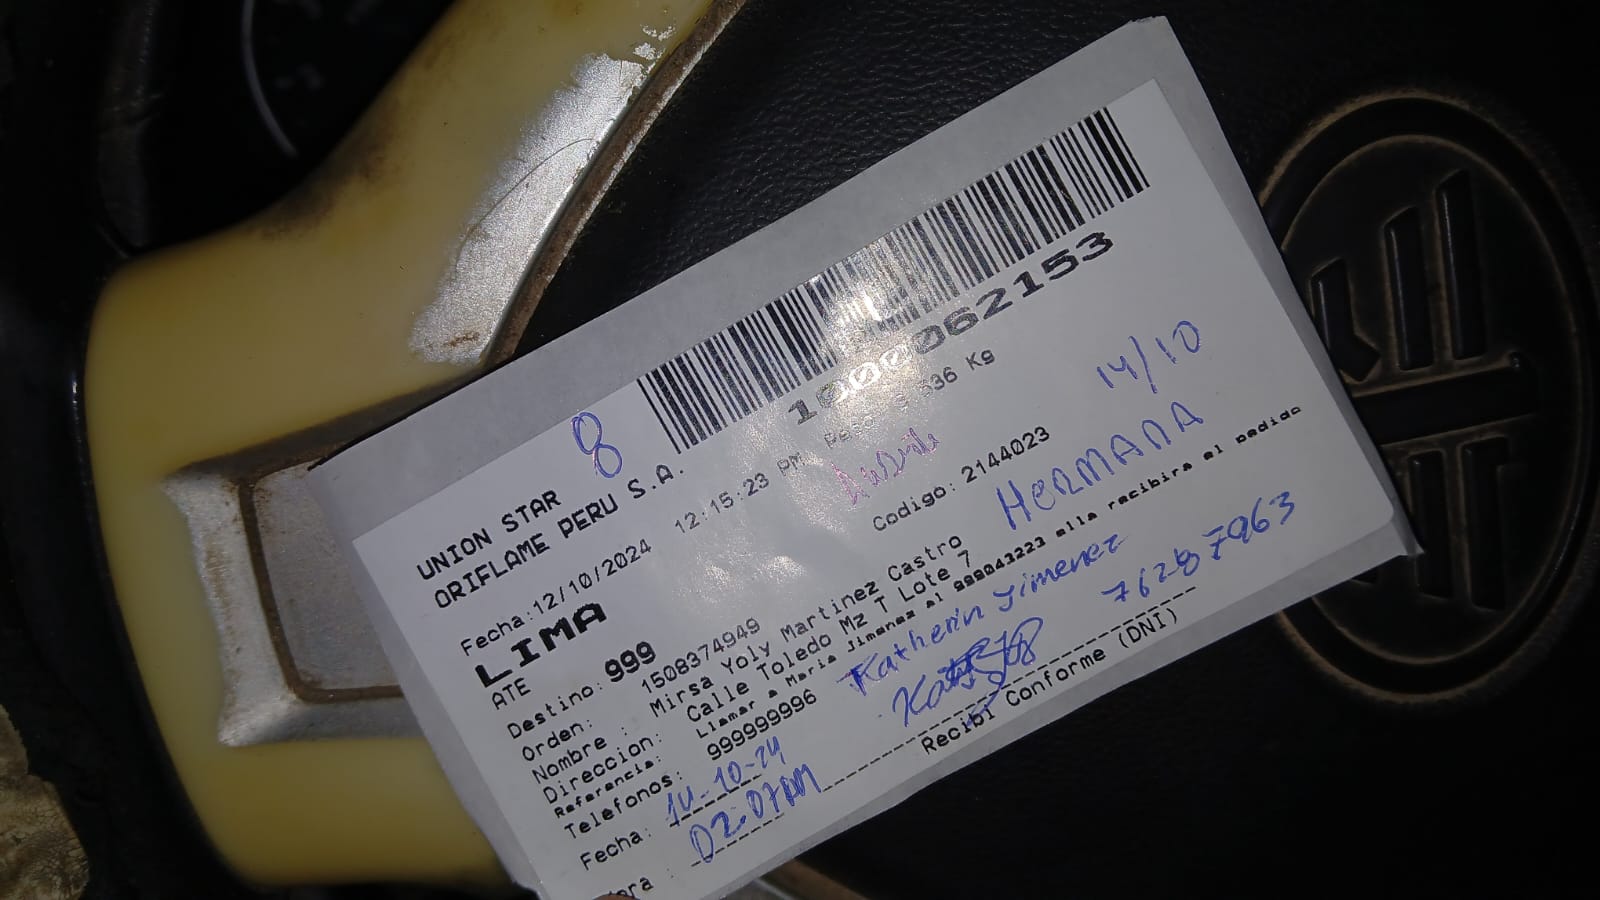 8
UNION STAR
ORIFLAME PERU S.A.
Fecha:12/10/2024 12:15:23 PM
LIMA
ATE
Destino: 999
Orden: 1508374949 Codigo: 2144023
Nombre : Mirsa Yoly Martinez Castro
Direccion: Calle Toledo Mz T Lote 7
Referencia: Llamar a Maria Jimenez al 999043223 ella recibira el pedido
Telefonos: 999999996
14/10
HERMANA
Katherin Jimenez
76287963
Fecha: 14-10-24
Hora : 02:07PM
Recibi Conforme (DNI)